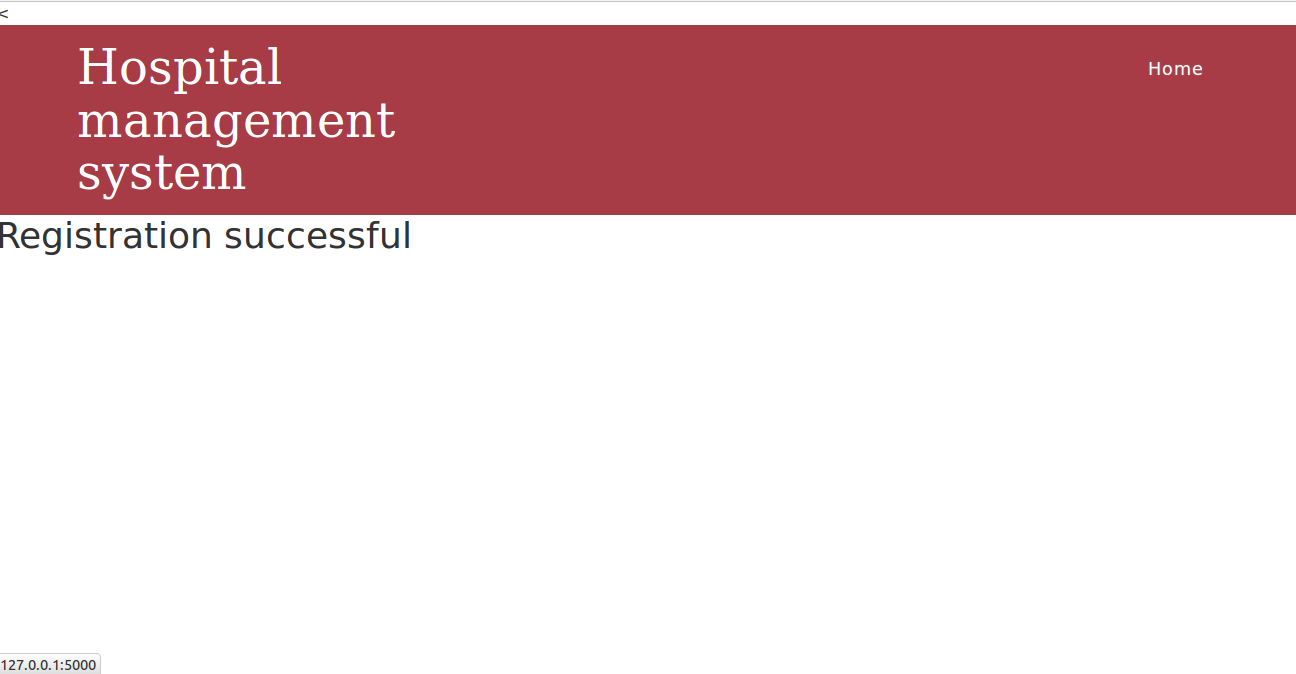 <
Hospital
management
system
Home
Registration successful
127.0.0.1:5000